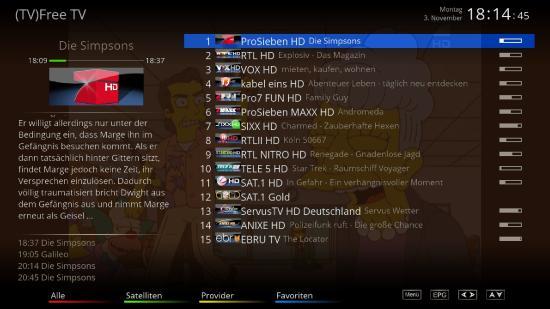 (TV)Free TV
Montag
3. November
18:14:45
Die Simpsons
18:09
18:37
HD
Er willigt allerdings nur unter der
Bedingung ein, dass Marge ihn im
Gefängnis besuchen kommt. Als er
dann tatsächlich hinter Gittern sitzt,
findet Marge jedoch keine Zeit, ihr
Versprechen einzulösen. Dadurch
völlig traumatisiert bricht Dwight aus
dem Gefängnis aus und nimmt Marge
erneut als Geisel ...
18:37 Die Simpsons
19:05 Galileo
20:14 Die Simpsons
20:45 Die Simpsons
1 ProSieben HD Die Simpsons
2 RTL HD Explosiv - Das Magazin
3 VOX HD mieten, kaufen, wohnen
4 kabel eins HD Abenteuer Leben - täglich neu entdecken
5 Pro7 FUN HD Family Guy
6 ProSieben MAXX HD Andromeda
7 SIXX HD Charmed - Zauberhafte Hexen
8 RTLII HD Köln 50667
9 RTL NITRO HD Renegade - Gnadenlose Jagd
10 TELE 5 HD Star Trek - Raumschiff Voyager
11 SAT.1 HD In Gefahr - Ein verhängnisvoller Moment
12 SAT.1 Gold
13 ServusTV HD Deutschland Servus Wetter
14 ANIXE HD Polizeifunk ruft - Die große Chance
15 EBRU TV The Locator
Alle
Satelliten
Provider
Favoriten
Menü
EPG